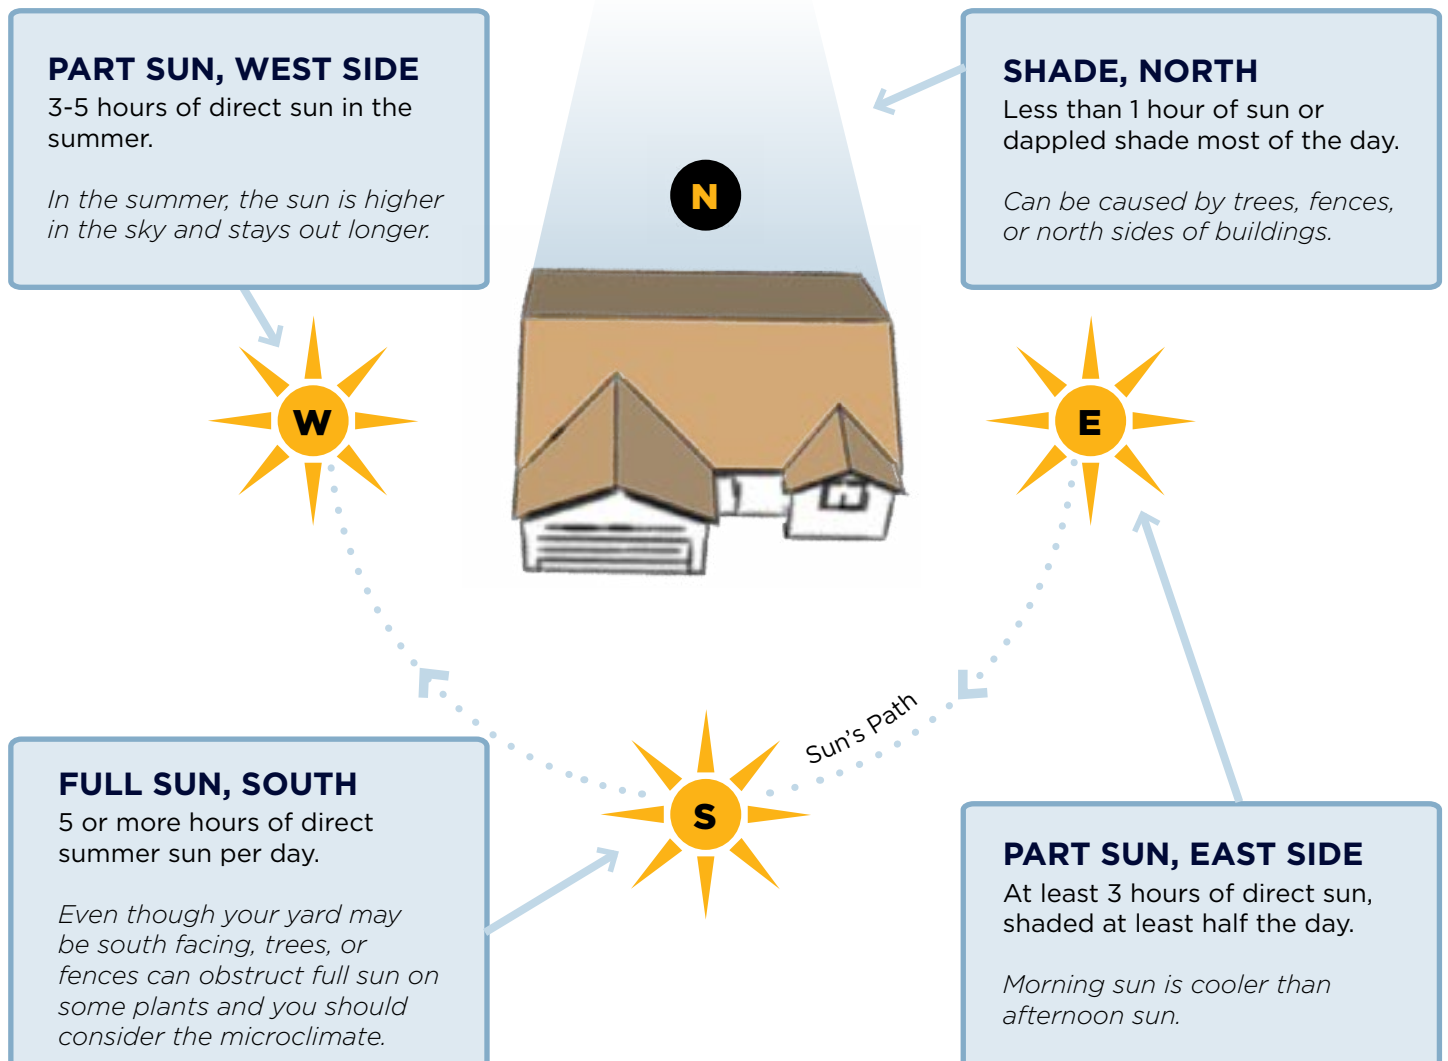 PART SUN, WEST SIDE
3-5 hours of direct sun in the
summer.
In the summer, the sun is higher
in the sky and stays out longer.
SHADE, NORTH
Less than 1 hour of sun or
dappled shade most of the day.
Can be caused by trees, fences,
or north sides of buildings.
N
W
E
Sun's Path
S
FULL SUN, SOUTH
5 or more hours of direct
summer sun per day.
Even though your yard may
be south facing, trees, or
fences can obstruct full sun on
some plants and you should
consider the microclimate.
PART SUN, EAST SIDE
At least 3 hours of direct sun,
shaded at least half the day.
Morning sun is cooler than
afternoon sun.